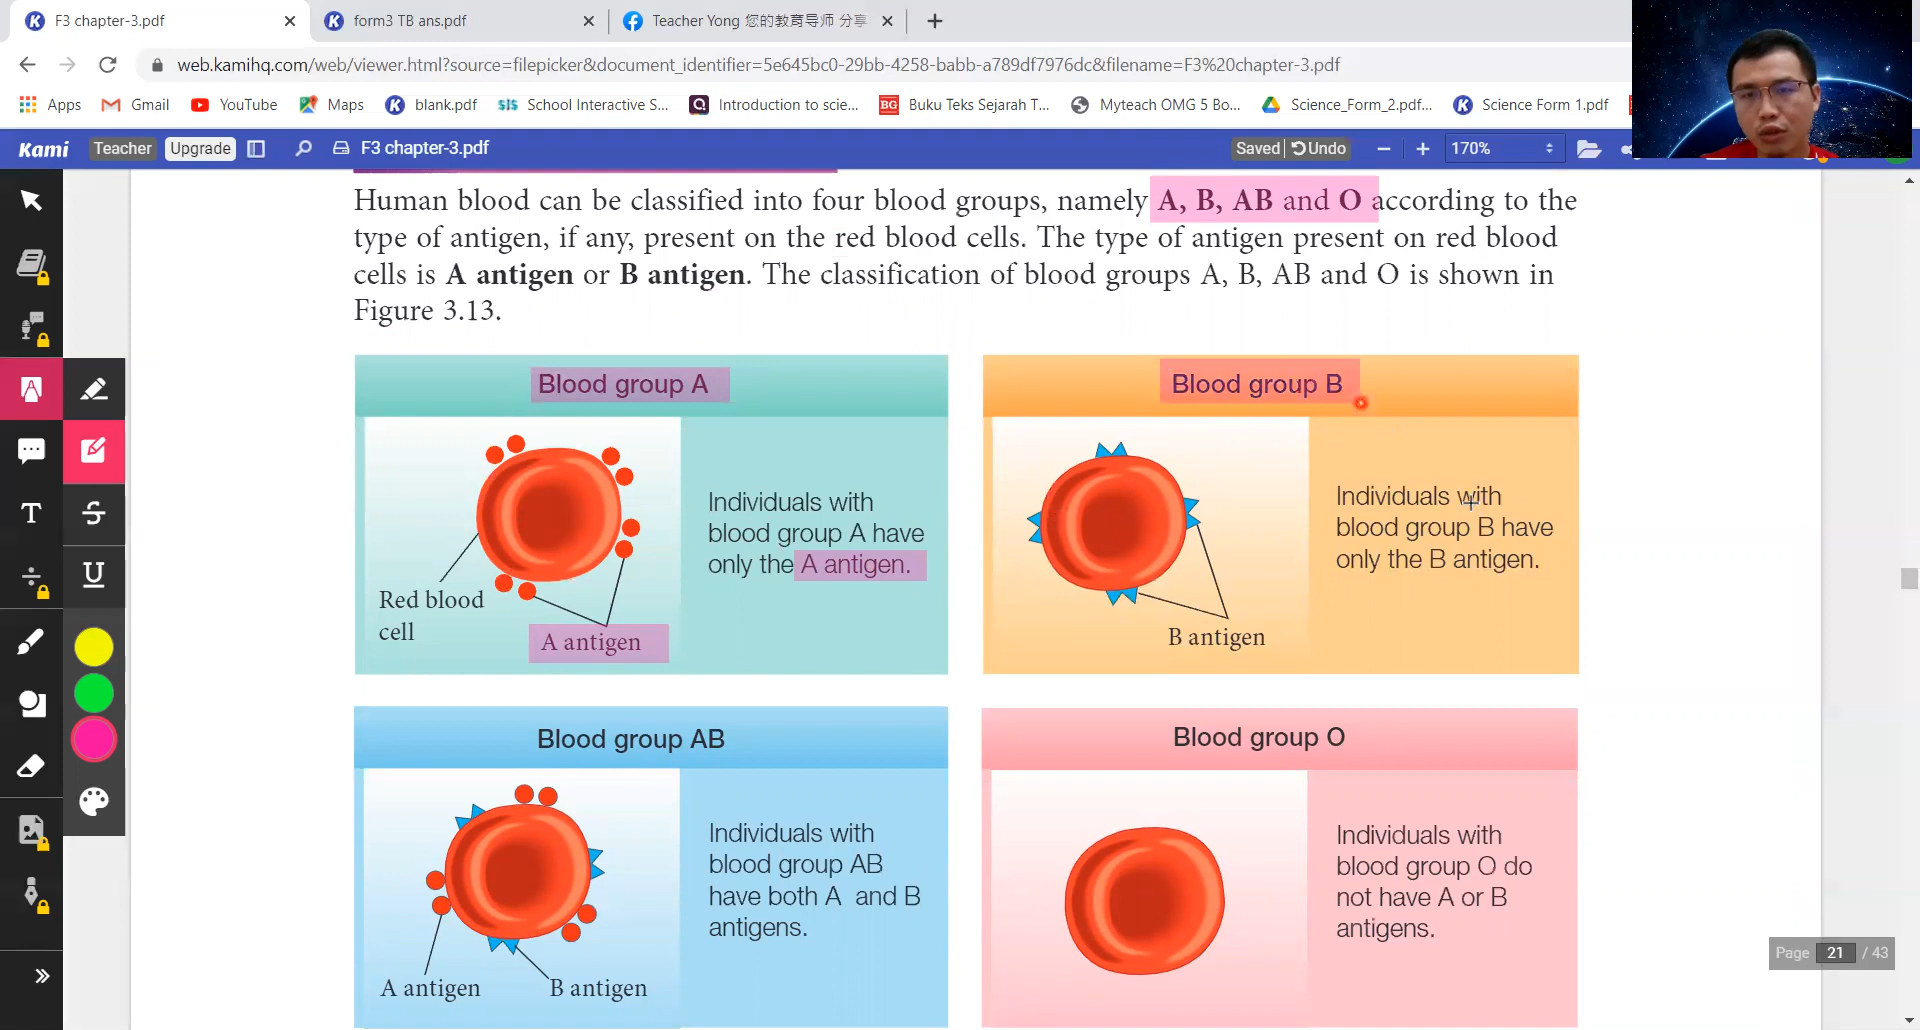 F3 chapter-3.pdf
form3 TB ans.pdf
Teacher Yong 您的教育导师 分享
web.kamihq.com/web/viewer.html?source=filepicker&document_identifier=5e645bc0-29bb-4258-babb-a789df7976dc&filename=F3%20chapter-3.pdf
Apps
Gmail
YouTube
Maps
blank.pdf
School Interactive S...
Introduction to scie...
Buku Teks Sejarah T...
Myteach OMG 5 Bo...
Science_Form_2.pdf...
Science Form 1.pdf
Kami
Teacher
Upgrade
F3 chapter-3.pdf
Saved
Undo
170%
Human blood can be classified into four blood groups, namely A, B, AB and O according to the
type of antigen, if any, present on the red blood cells. The type of antigen present on red blood
cells is A antigen or B antigen. The classification of blood groups A, B, AB and O is shown in
Figure 3.13.
Blood group A
Individuals with
blood group A have
only the A antigen.
Red blood
cell
A antigen
Blood group B
Individuals with
blood group B have
only the B antigen.
B antigen
Blood group AB
Individuals with
blood group AB
have both A and B
antigens.
A antigen
B antigen
Blood group O
Individuals with
blood group O do
not have A or B
antigens.
Page 21 / 43